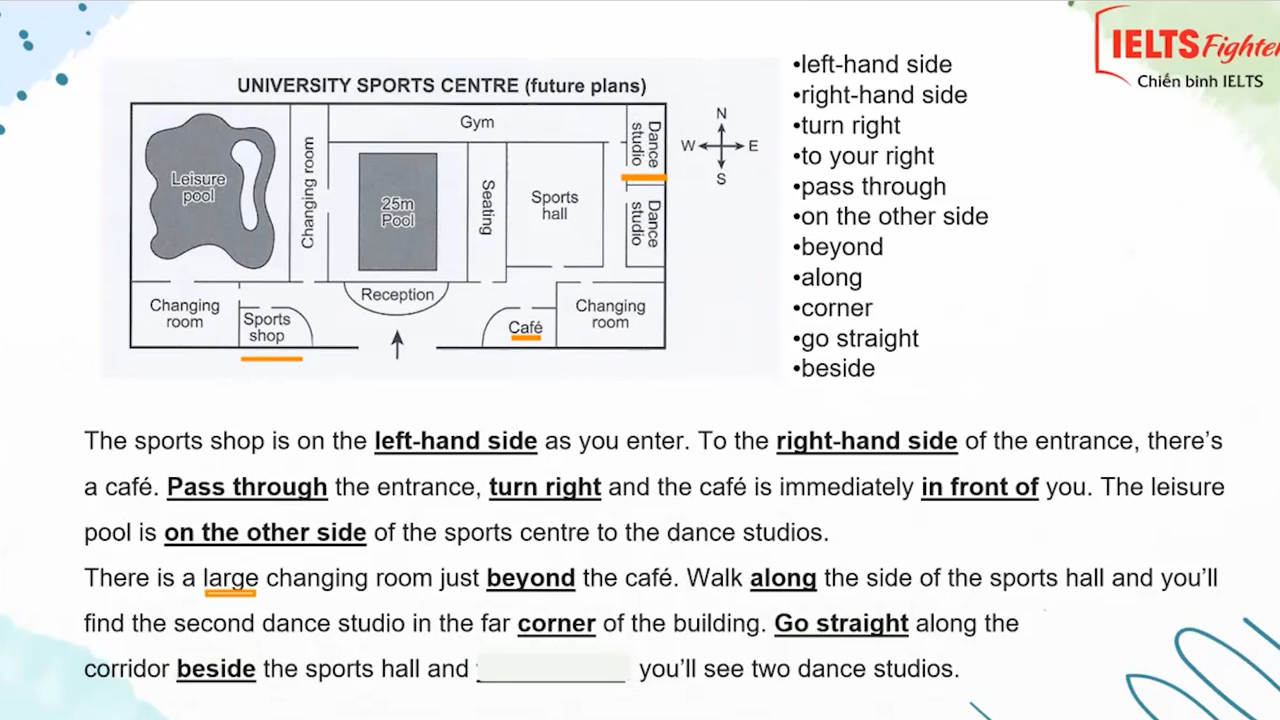 IELTS Fighter
Chiến binh IELTS
UNIVERSITY SPORTS CENTRE (future plans)
Gym
Leisure
pool
Changing room
25m
Pool
Seating
Sports
hall
Dance
studio
Dance
studio
N
W E
S
Reception
Changing
room
Sports
shop
Café
Changing
room
•left-hand side
•right-hand side
•turn right
•to your right
•pass through
•on the other side
•beyond
•along
•corner
•go straight
•beside
The sports shop is on the left-hand side as you enter. To the right-hand side of the entrance, there’s
a café. Pass through the entrance, turn right and the café is immediately in front of you. The leisure
pool is on the other side of the sports centre to the dance studios.
There is a large changing room just beyond the café. Walk along the side of the sports hall and you’ll
find the second dance studio in the far corner of the building. Go straight along the
corridor beside the sports hall and you’ll see two dance studios.